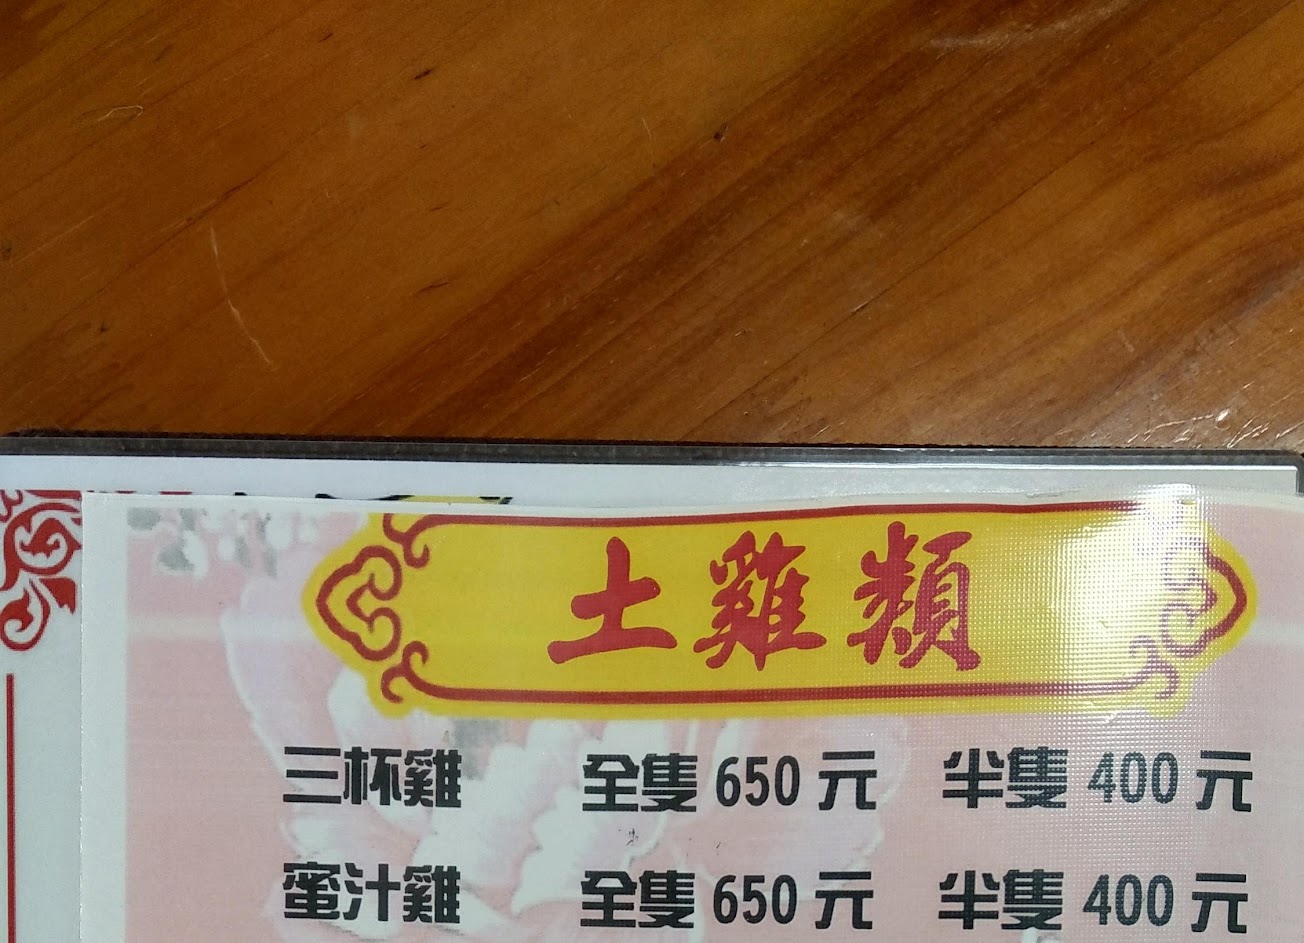 土雞類
三杯雞 全隻 650 元 半隻 400 元
蜜汁雞 全隻 650 元 半隻 400 元